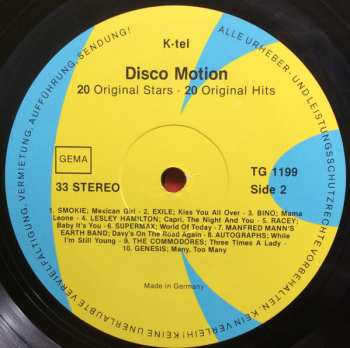 K-tel
Disco Motion
20 Original Stars · 20 Original Hits
GEMA
33 STEREO
TG 1199
Side 2
1. SMOKIE; Mexican Girl - 2. EXILE; Kiss You All Over - 3. BINO; Mama
Leone - 4. LESLEY HAMILTON; Capri, The Night And You - 5. RACEY;
Baby It's You - 6. SUPERMAX; World Of Today - 7. MANFRED MANN'S
EARTH BAND; Davy's On The Road Again - 8. AUTOGRAPHS; While
I'm Still Young - 9. THE COMMODORES; Three Times A Lady -
10. GENESIS; Many, Too Many
Made in Germany
ALLE URHEBER- UND LEISTUNGSSCHUTZRECHTE VORBEHALTEN. KEIN VERLEIH! KEINE UNERLAUBTE VERVIELFÄLTIGUNG, VERMIETUNG, AUFFÜHRUNG, SENDUNG!